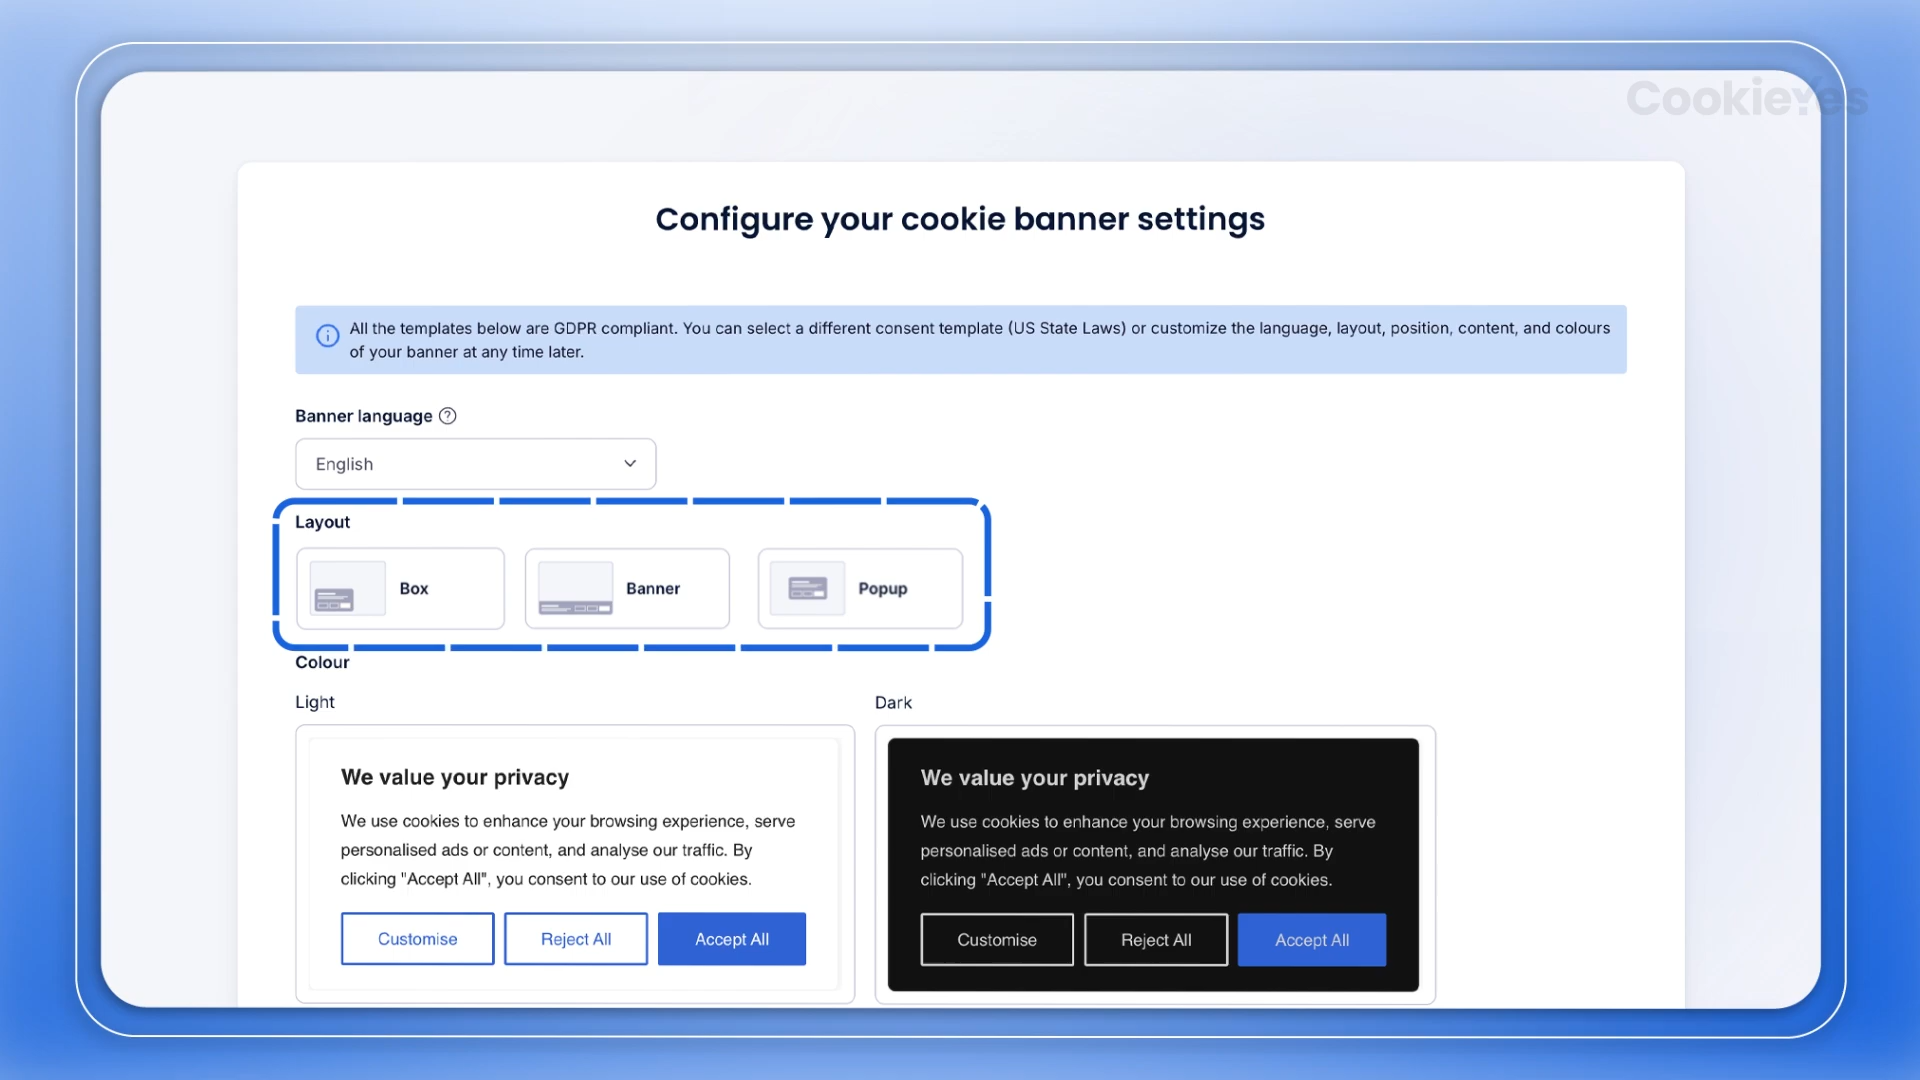 CookieYes
Configure your cookie banner settings
All the templates below are GDPR compliant. You can select a different consent template (US State Laws) or customize the language, layout, position, content, and colours
of your banner at any time later.
Banner language
English
Layout
Box
Banner
Popup
Colour
Light
Dark
We value your privacy
We use cookies to enhance your browsing experience, serve
personalised ads or content, and analyse our traffic. By
clicking "Accept All", you consent to our use of cookies.
Customise
Reject All
Accept All
We value your privacy
We use cookies to enhance your browsing experience, serve
personalised ads or content, and analyse our traffic. By
clicking "Accept All", you consent to our use of cookies.
Customise
Reject All
Accept All